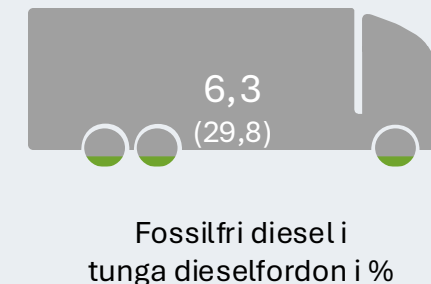 6,3
(29,8)
Fossilfri diesel i
tunga dieselfordon i %